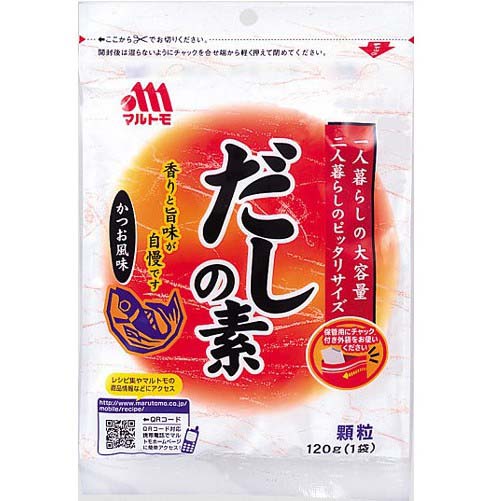 ここから✂でお切りください。
開封後は湿らないようにチャックを合せ端から軽く押えて閉めてください。
マルトモ
一人暮らしの大容量
二人暮らしのピッタリサイズ
だしの素
香りと旨味が
自慢です
かつお風味
保管用にチャック
付き外袋をお使い
ください
レシピ集やマルトモの
商品情報などにアクセス
http://www.marutomo.co.jp/
mobile/recipe/
QRコード
QRコード対応
携帯電話でマル
トモホームページ
に簡単アクセス!
顆粒
120g(1袋)